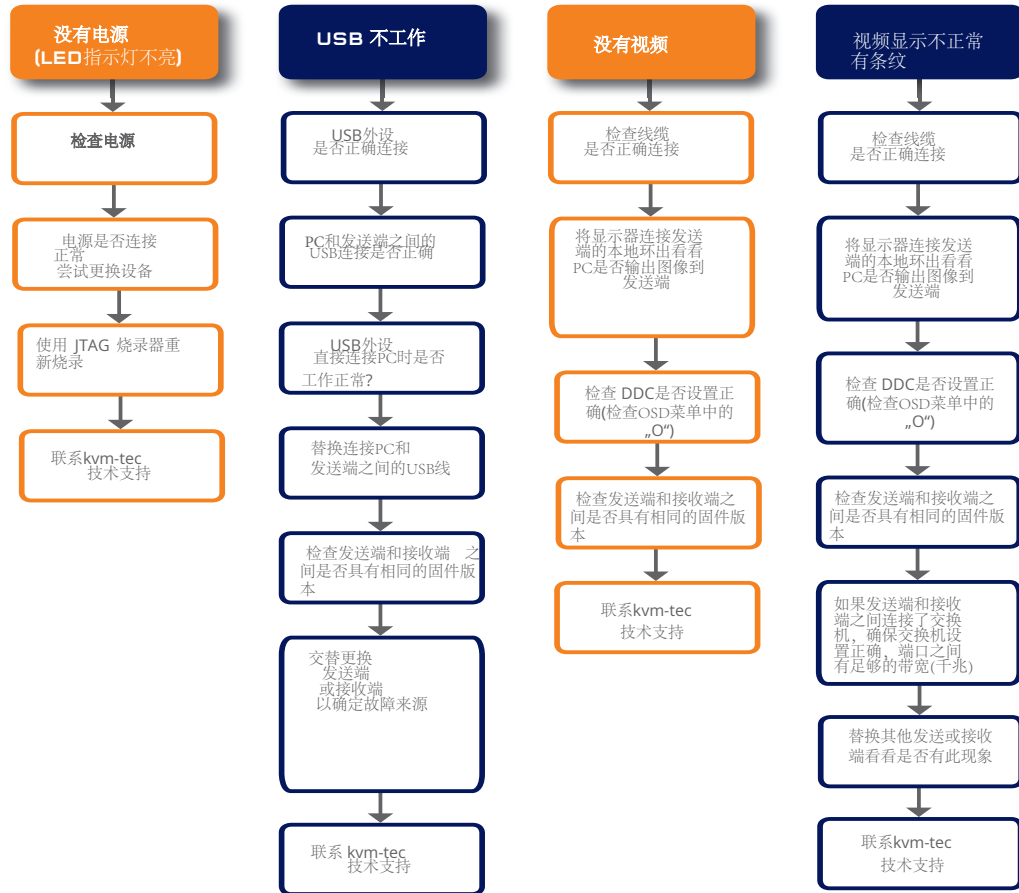 没有电源
(LED指示灯不亮)
检查电源
电源是否连接
正常
尝试更换设备
使用 JTAG 烧录器重
新烧录
联系kvm-tec
技术支持
USB 不工作
USB外设
是否正确连接
PC和发送端之间的
USB连接是否正确
USB外设
直接连接PC时是否
工作正常?
替换连接PC和
发送端之间的USB线
检查发送端和接收端 之
间是否具有相同的固件版
本
交替更换
发送端
或接收端
以确定故障来源
联系 kvm-tec
技术支持
没有视频
检查线缆
是否正确连接
将显示器连接发送
端的本地环出看看
PC是否输出图像到
发送端
检查 DDC是否设置正
确(检查OSD菜单中的
„O“)
检查发送端和接收端之
间是否具有相同的固件版
本
联系kvm-tec
技术支持
视频显示不正常
有条纹
检查线缆
是否正确连接
将显示器连接发送
端的本地环出看看
PC是否输出图像到
发送端
检查 DDC是否设置正
确(检查OSD菜单中的
„O“)
检查发送端和接收端之
间是否具有相同的固件版
本
如果发送端和接收
端之间连接了交换
机，确保交换机设
置正确，端口之间
有足够的带宽(千兆)
替换其他发送或接收
端看看是否有此现象
联系kvm-tec
技术支持